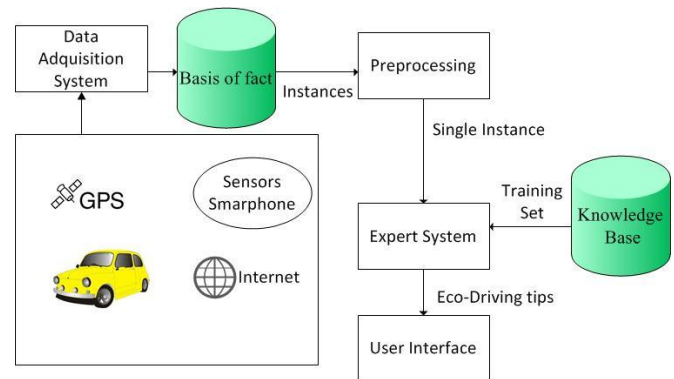 Data
Adquisition
System
Basis of fact
Instances
Preprocessing
Single Instance
GPS
Sensors
Smarphone
Internet
Training
Set
Knowledge
Base
Expert System
Eco-Driving tips
User Interface